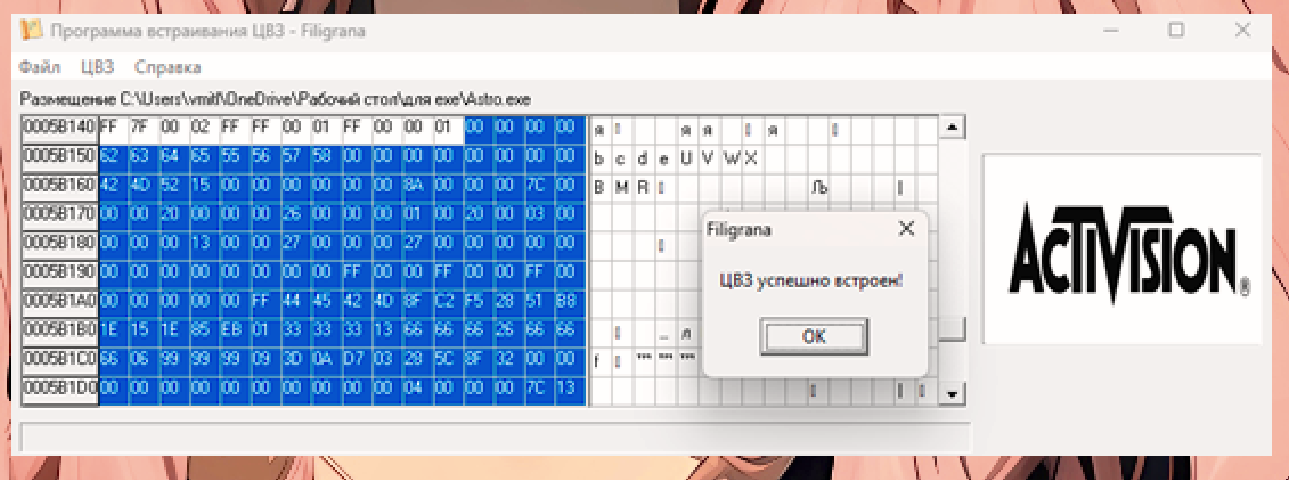 Программа встраивания ЦВЗ - Filigrana
Файл ЦВЗ Справка
Размещение C:\Users\vmitl\OneDrive\Рабочий стол\для exe\Astro.exe
0005B140 FF 7F 00 02 FF FF 00 01 FF 00 00 01 00 00 00 00 я я я я
0005B150 62 63 64 65 55 56 57 58 00 00 00 00 00 00 00 00 b c d e U V W X
0005B160 42 4D 52 15 00 00 00 00 00 00 8A 00 00 00 7C 00 B M R Љ |
0005B170 00 00 20 00 00 00 26 00 00 00 01 00 20 00 03 00
0005B180 00 00 00 13 00 00 27 00 00 00 27 00 00 00 00 00
0005B190 00 00 00 00 00 00 00 00 FF 00 00 FF 00 00 FF 00
0005B1A0 00 00 00 00 00 FF 44 45 42 4D 8F C2 F5 28 51 B8
0005B1B0 1E 15 1E 85 EB 01 33 33 33 13 66 66 66 26 66 66 … л
0005B1C0 66 06 99 99 99 09 3D 0A D7 03 28 5C 8F 32 00 00 f ™ ™ ™
0005B1D0 00 00 00 00 00 00 00 00 00 00 04 00 00 00 7C 13 |
Filigrana
ЦВЗ успешно встроен!
OK
ACTIVISION®